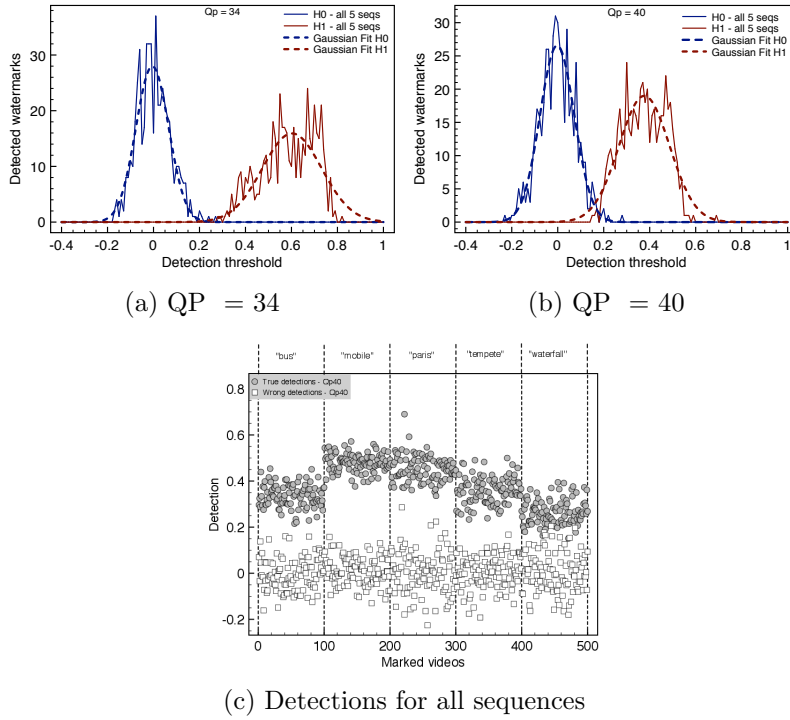 Qp = 34
H0 - all 5 seqs
H1 - all 5 seqs
Gaussian Fit H0
Gaussian Fit H1
Detected watermarks
30
20
10
0
-0.4 -0.2 0 0.2 0.4 0.6 0.8 1
Detection threshold
(a) QP = 34
Qp = 40
H0 - all 5 seqs
H1 - all 5 seqs
Gaussian Fit H0
Gaussian Fit H1
Detected watermarks
30
25
20
15
10
5
0
-0.4 -0.2 0 0.2 0.4 0.6 0.8 1
Detection threshold
(b) QP = 40
"bus" "mobile" "paris" "tempete" "waterfall"
True detections - Qp40
Wrong detections - Qp40
Detection
0.8
0.6
0.4
0.2
0
-0.2
0 100 200 300 400 500
Marked videos
(c) Detections for all sequences